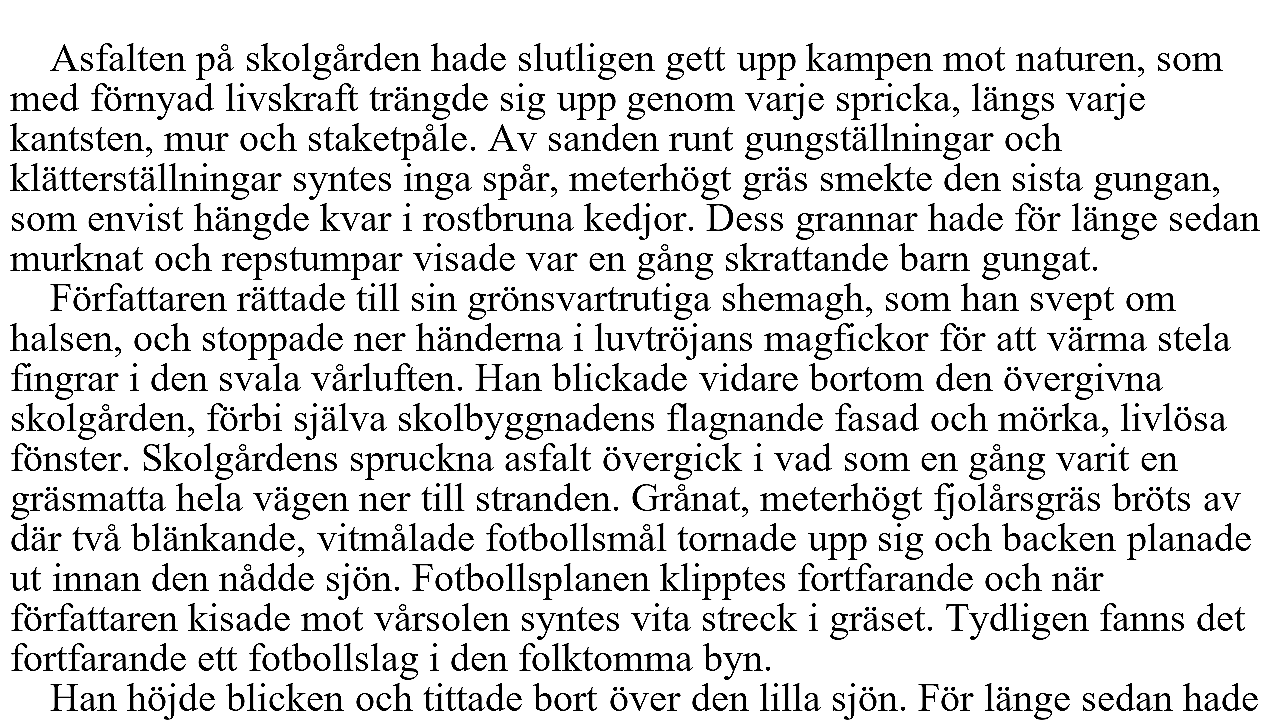 Asfalten på skolgården hade slutligen gett upp kampen mot naturen, som
med förnyad livskraft trängde sig upp genom varje spricka, längs varje
kantsten, mur och staketpåle. Av sanden runt gungställningar och
klätterställningar syntes inga spår, meterhögt gräs smekte den sista gungan,
som envist hängde kvar i rostbruna kedjor. Dess grannar hade för länge sedan
murknat och repstumpar visade var en gång skrattande barn gungat.
Författaren rättade till sin grönsvartrutiga shemagh, som han svept om
halsen, och stoppade ner händerna i luvtröjans magfickor för att värma stela
fingrar i den svala vårluften. Han blickade vidare bortom den övergivna
skolgården, förbi själva skolbyggnadens flagnande fasad och mörka, livlösa
fönster. Skolgårdens spruckna asfalt övergick i vad som en gång varit en
gräsmatta hela vägen ner till stranden. Grånat, meterhögt fjolårsgräs bröts av
där två blänkande, vitmålade fotbollsmål tornade upp sig och backen planade
ut innan den nådde sjön. Fotbollsplanen klipptes fortfarande och när
författaren kisade mot vårsolen syntes vita streck i gräset. Tydligen fanns det
fortfarande ett fotbollslag i den folktomma byn.
Han höjde blicken och tittade bort över den lilla sjön. För länge sedan hade